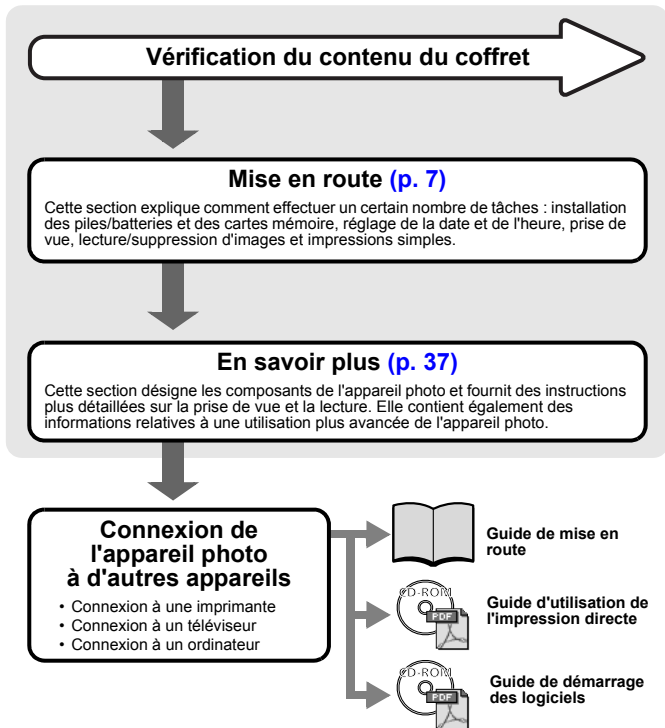 Vérification du contenu du coffret
Mise en route (p. 7)
Cette section explique comment effectuer un certain nombre de tâches : installation
des piles/batteries et des cartes mémoire, réglage de la date et de l'heure, prise de
vue, lecture/suppression d'images et impressions simples.
En savoir plus (p. 37)
Cette section désigne les composants de l'appareil photo et fournit des instructions
plus détaillées sur la prise de vue et la lecture. Elle contient également des
informations relatives à une utilisation plus avancée de l'appareil photo.
Connexion de
l'appareil photo
à d'autres appareils
• Connexion à une imprimante
• Connexion à un téléviseur
• Connexion à un ordinateur
Guide de mise en
route
CD-ROM
PDF
Guide d'utilisation de
l'impression directe
CD-ROM
PDF
Guide de démarrage
des logiciels